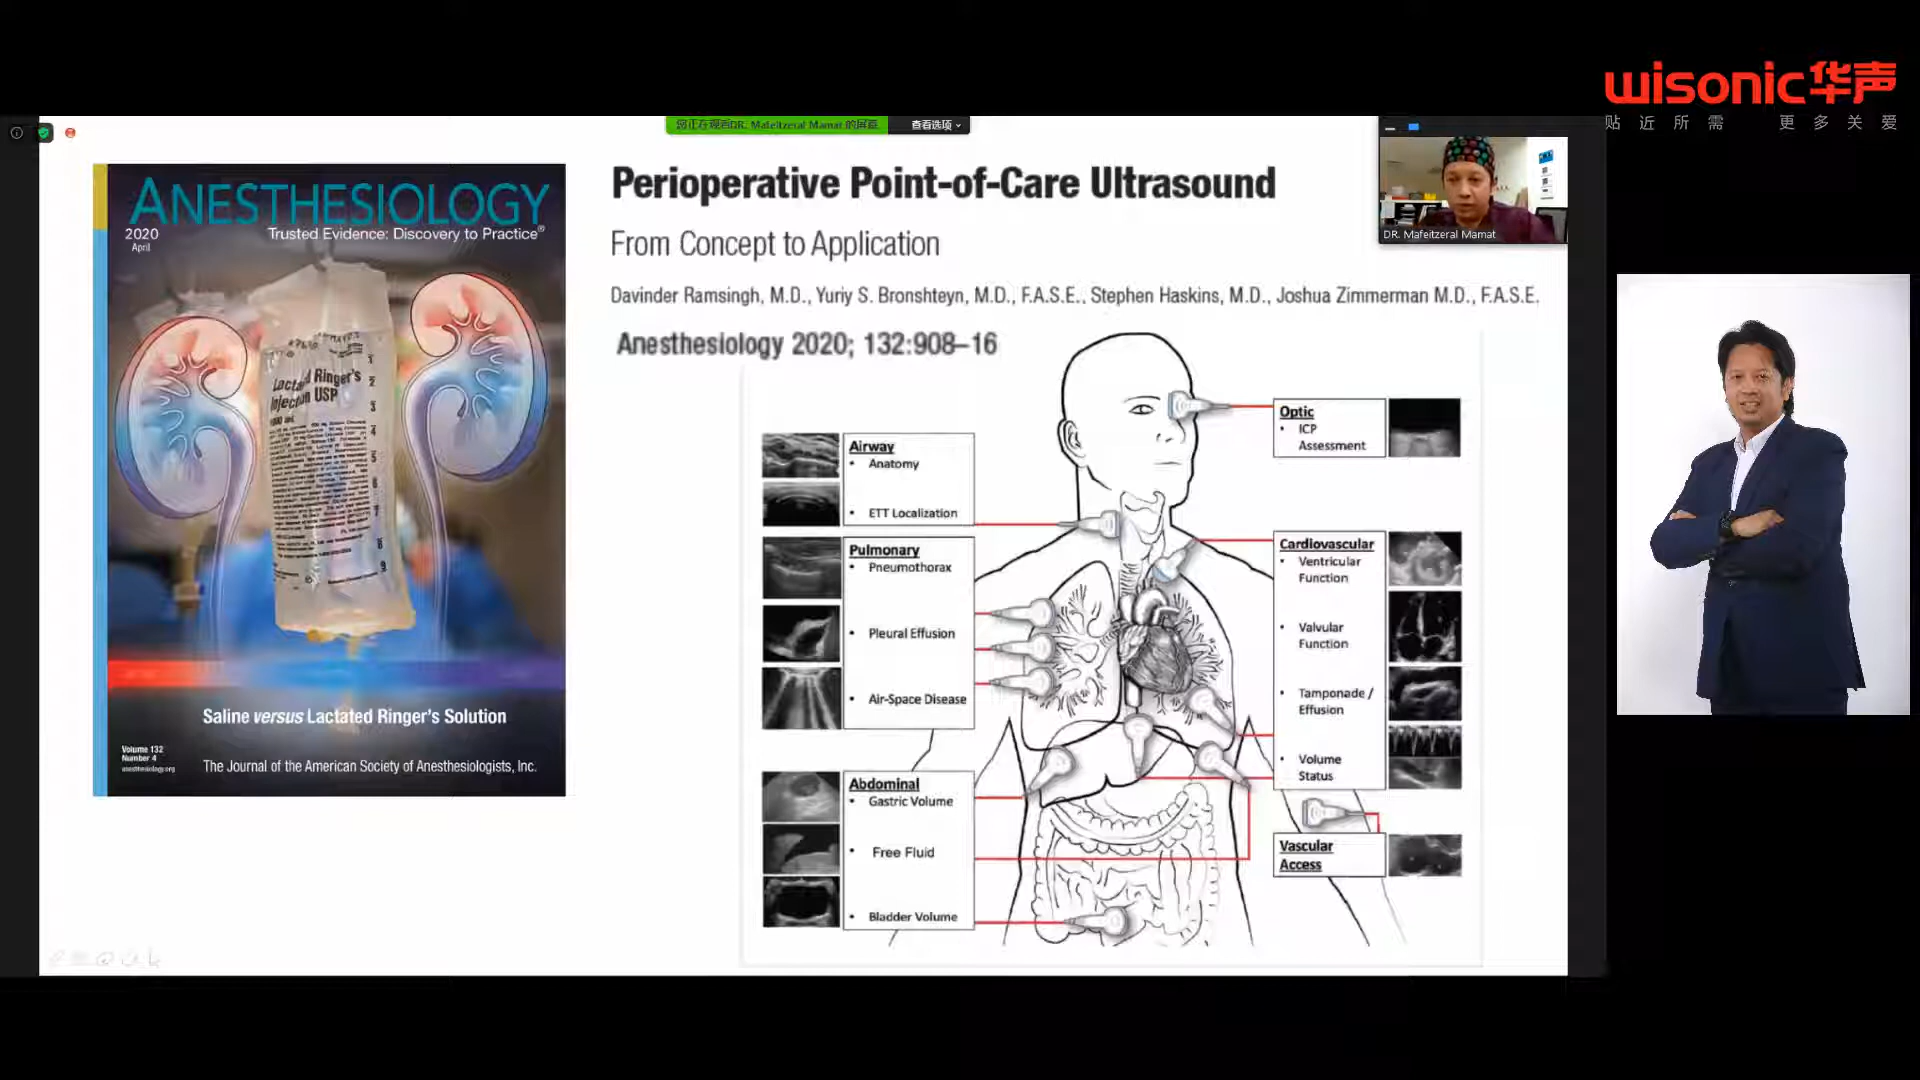 wisonic华声
贴近所需 更多关爱
您正在观看DR. Mafeitzeral Mamat 的屏幕
查看选项
DR. Mafeitzeral Mamat
ANESTHESIOLOGY
2020
April
Trusted Evidence: Discovery to Practice®
Lactated Ringer's
Injection USP
Saline versus Lactated Ringer's Solution
Volume 132
Number 4
anesthesiology.org
The Journal of the American Society of Anesthesiologists, Inc.
Perioperative Point-of-Care Ultrasound
From Concept to Application
Davinder Ramsingh, M.D., Yuriy S. Bronshteyn, M.D., F.A.S.E., Stephen Haskins, M.D., Joshua Zimmerman M.D., F.A.S.E.
Anesthesiology 2020; 132:908–16
Airway
• Anatomy
• ETT Localization
Pulmonary
• Pneumothorax
• Pleural Effusion
• Air-Space Disease
Abdominal
• Gastric Volume
• Free Fluid
• Bladder Volume
Optic
• ICP
Assessment
Cardiovascular
• Ventricular
Function
• Valvular
Function
• Tamponade /
Effusion
• Volume
Status
Vascular
Access